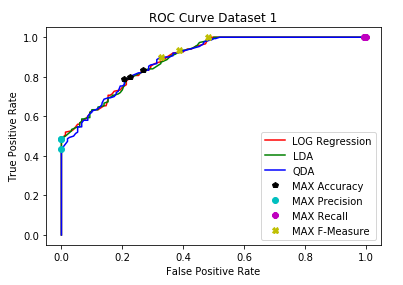 ROC Curve Dataset 1
True Positive Rate
1.0
0.8
0.6
0.4
0.2
0.0
LOG Regression
LDA
QDA
MAX Accuracy
MAX Precision
MAX Recall
MAX F-Measure
0.0 0.2 0.4 0.6 0.8 1.0
False Positive Rate